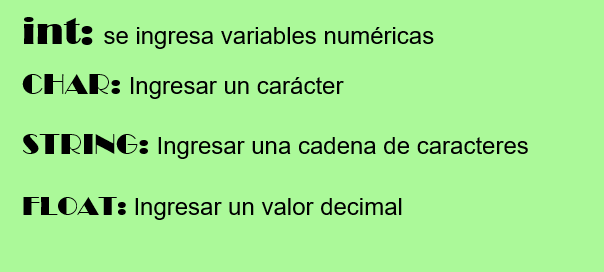 int: se ingresa variables numéricas
CHAR: Ingresar un carácter
STRING: Ingresar una cadena de caracteres
FLOAT: Ingresar un valor decimal